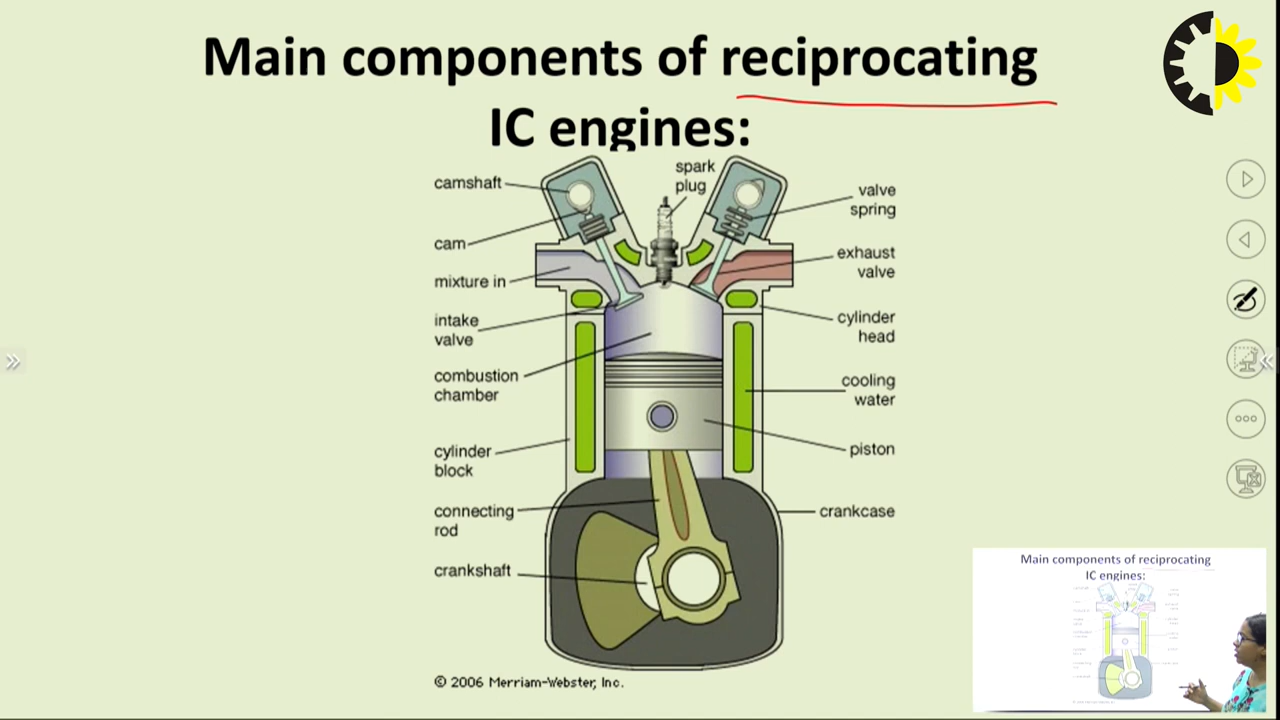 Main components of reciprocating
IC engines:
camshaft
spark
plug
valve
spring
cam
exhaust
valve
mixture in
intake
valve
cylinder
head
combustion
chamber
cooling
water
cylinder
block
piston
connecting
rod
crankcase
crankshaft
© 2006 Merriam-Webster, Inc.
Main components of reciprocating
IC engines: